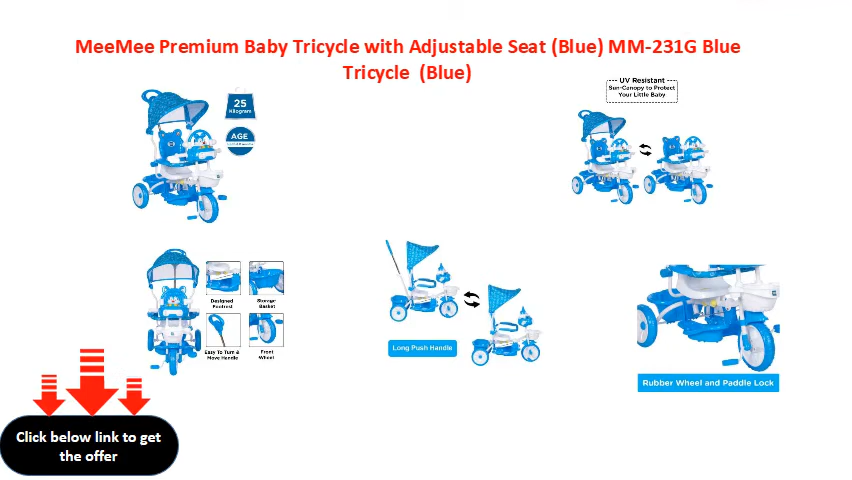 MeeMee Premium Baby Tricycle with Adjustable Seat (Blue) MM-231G Blue
Tricycle (Blue)
25
Kilogram
AGE
UV Resistant
Sun-Canopy to Protect
Your Little Baby
Designed
Footrest
Storage
Basket
Easy To Turn &
Move Handle
Front
Wheel
Long Push Handle
Rubber Wheel and Paddle Lock
Click below link to get
the offer